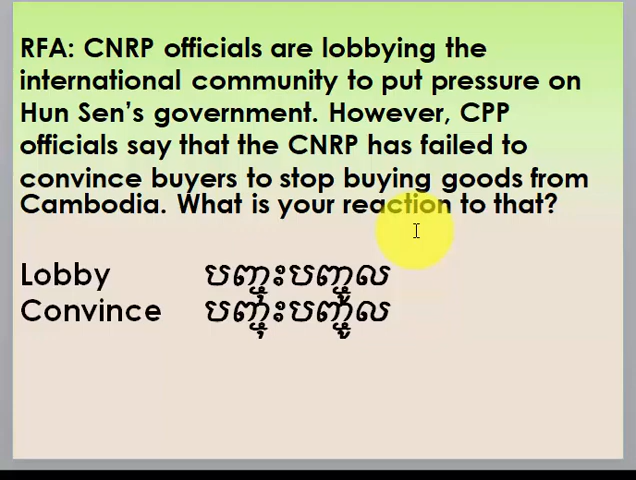 RFA: CNRP officials are lobbying the
international community to put pressure on
Hun Sen’s government. However, CPP
officials say that the CNRP has failed to
convince buyers to stop buying goods from
Cambodia. What is your reaction to that?
Lobby បញ្ចុះបញ្ចូល
Convince បញ្ចុះបញ្ចូល